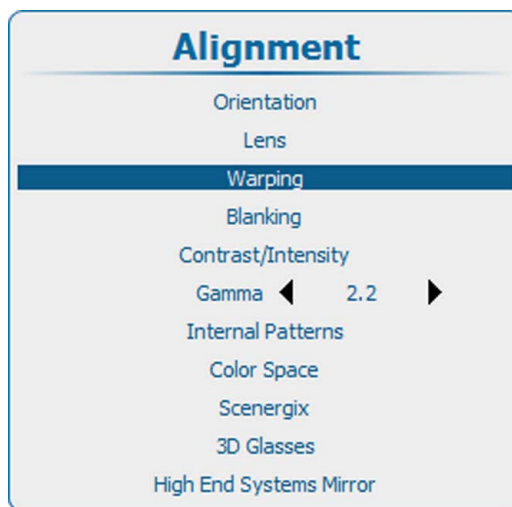 Alignment
Orientation
Lens
Warping
Blanking
Contrast/Intensity
Gamma 2.2
Internal Patterns
Color Space
Scenergix
3D Glasses
High End Systems Mirror